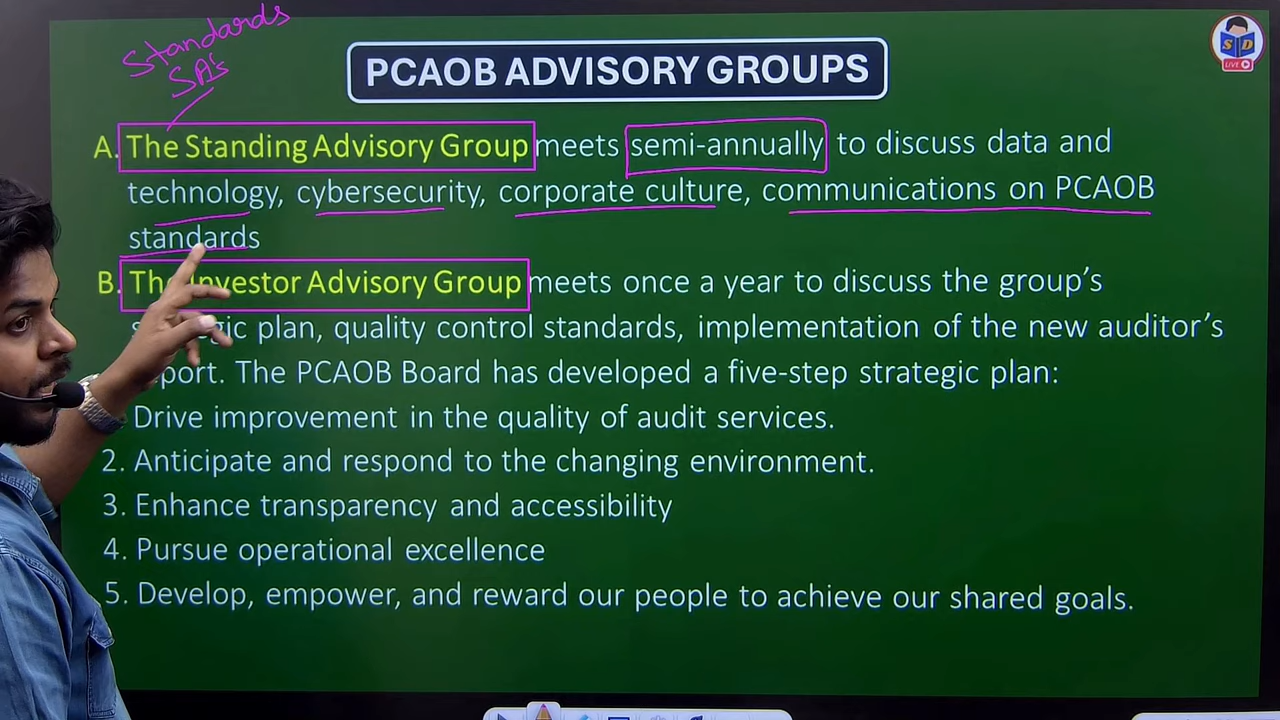 Standards
SA's
PCAOB ADVISORY GROUPS
A. The Standing Advisory Group meets semi-annually to discuss data and
technology, cybersecurity, corporate culture, communications on PCAOB
standards
B. The Investor Advisory Group meets once a year to discuss the group's
plan, quality control standards, implementation of the new auditor's
The PCAOB Board has developed a five-step strategic plan:
Drive improvement in the quality of audit services.
2. Anticipate and respond to the changing environment.
3. Enhance transparency and accessibility
4. Pursue operational excellence
5. Develop, empower, and reward our people to achieve our shared goals.
S D
LIVE